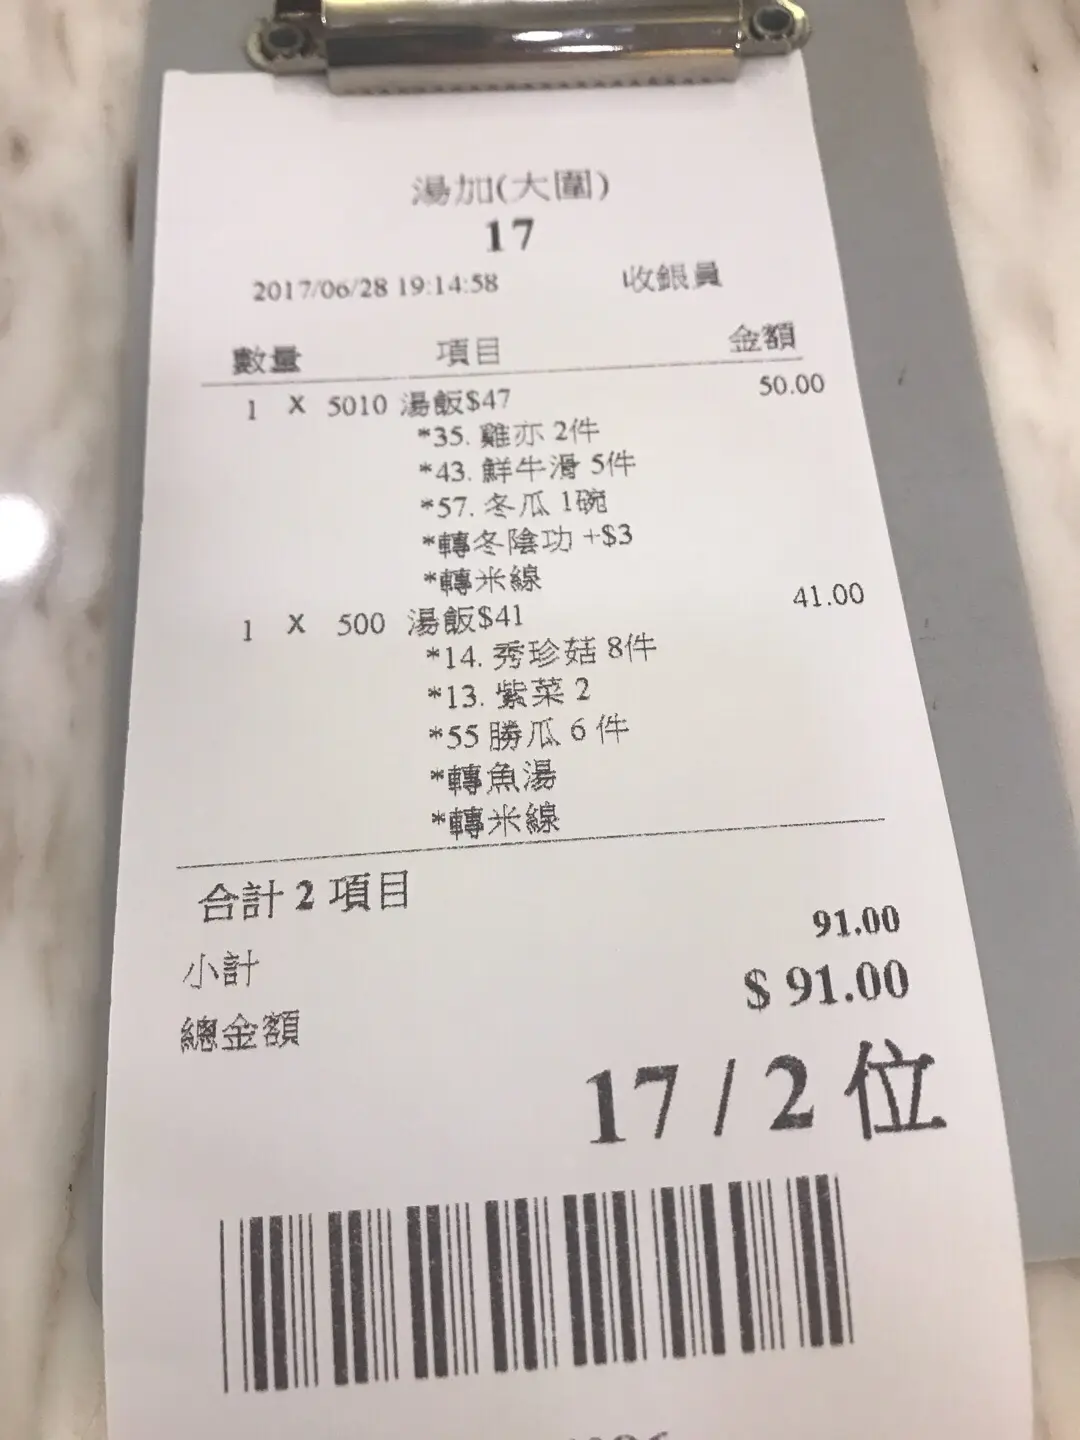 湯加(大圍)
17
2017/06/28 19:14:58 收銀員
數量 項目 金額
1 X 5010 湯飯$47 50.00
*35. 雞亦 2件
*43. 鮮牛滑 5件
*57. 冬瓜 1碗
*轉冬陰功 +$3
*轉米線
1 X 500 湯飯$41 41.00
*14. 秀珍菇 8件
*13. 紫菜 2
*55 勝瓜 6 件
*轉魚湯
*轉米線
合計 2 項目
小計 91.00
總金額 $ 91.00
17 / 2 位